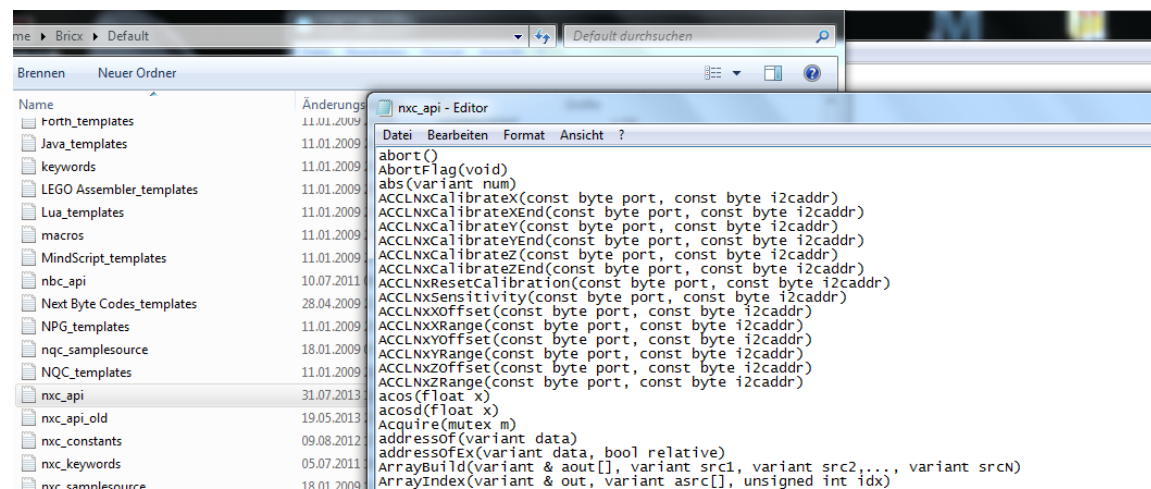 me ▸ Bricx ▸ Default
Default durchsuchen
Brennen Neuer Ordner
Name Änderungs
Forth_templates 11.01.2009
Java_templates 11.01.2009
keywords 11.01.2009
LEGO Assembler_templates 11.01.2009
Lua_templates 11.01.2009
macros 11.01.2009
MindScript_templates 11.01.2009
nbc_api 10.07.2011
Next Byte Codes_templates 28.04.2009
NPG_templates 11.01.2009
nqc_samplesource 18.01.2009
NQC_templates 11.01.2009
nxc_api 31.07.2013
nxc_api_old 19.05.2013
nxc_constants 09.08.2012
nxc_keywords 05.07.2011
nxc_samplesource 18.01.2009
nxc_api - Editor
Datei Bearbeiten Format Ansicht ?
abort()
AbortFlag(void)
abs(variant num)
ACCLNxCalibrateX(const byte port, const byte i2caddr)
ACCLNxCalibrateXEnd(const byte port, const byte i2caddr)
ACCLNxCalibrateY(const byte port, const byte i2caddr)
ACCLNxCalibrateYEnd(const byte port, const byte i2caddr)
ACCLNxCalibrateZ(const byte port, const byte i2caddr)
ACCLNxCalibrateZEnd(const byte port, const byte i2caddr)
ACCLNxResetCalibration(const byte port, const byte i2caddr)
ACCLNxSensitivity(const byte port, const byte i2caddr)
ACCLNxXOffset(const byte port, const byte i2caddr)
ACCLNxXRange(const byte port, const byte i2caddr)
ACCLNxYOffset(const byte port, const byte i2caddr)
ACCLNxYRange(const byte port, const byte i2caddr)
ACCLNxZOffset(const byte port, const byte i2caddr)
ACCLNxZRange(const byte port, const byte i2caddr)
acos(float x)
acosd(float x)
Acquire(mutex m)
addressOf(variant data)
addressOfEx(variant data, bool relative)
ArrayBuild(variant & aout[], variant src1, variant src2,..., variant srcN)
ArrayIndex(variant & out, variant asrc[], unsigned int idx)